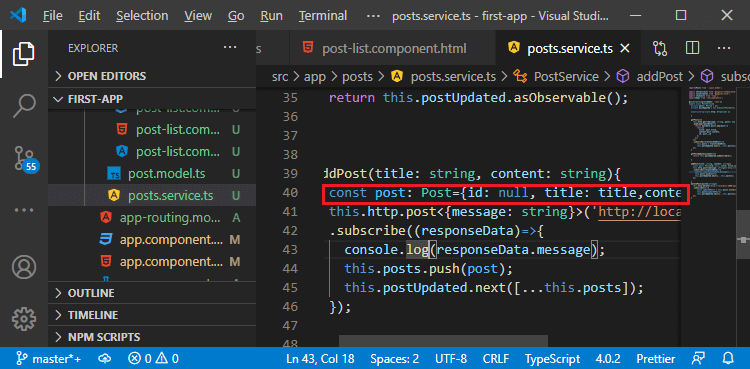 File Edit Selection View Go Run Terminal ··· posts.service.ts - first-app - Visual Studi...
EXPLORER ···
OPEN EDITORS
FIRST-APP
post-list.com... U
post-list.com... U
post.model.ts U
posts.service.ts U
app-routing.mo... A
app.component.... M
app.component.... M
OUTLINE
TIMELINE
NPM SCRIPTS
55
.ts post-list.component.html U posts.service.ts U
src > app > posts > posts.service.ts > PostService > addPost > subsc
35 return this.postUpdated.asObservable();
36
37
38
39 ddPost(title: string, content: string){
40 const post: Post={id: null, title: title,conte
41 this.http.post<{message: string}>('http://loca
42 .subscribe((responseData)=>{
43 console.log(responseData.message);
44 this.posts.push(post);
45 this.postUpdated.next([...this.posts]);
46 });
47
48
master*+ 0 0 Ln 43, Col 18 Spaces: 2 UTF-8 CRLF TypeScript 4.0.2 Prettier